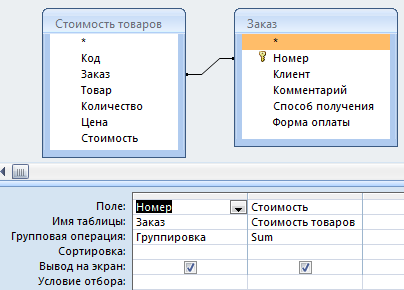 Стоимость товаров
*
Код
Заказ
Товар
Количество
Цена
Стоимость
Заказ
*
Номер
Клиент
Комментарий
Способ получения
Форма оплаты
Поле: Номер Стоимость
Имя таблицы: Заказ Стоимость товаров
Групповая операция: Группировка Sum
Сортировка:
Вывод на экран:
Условие отбора: